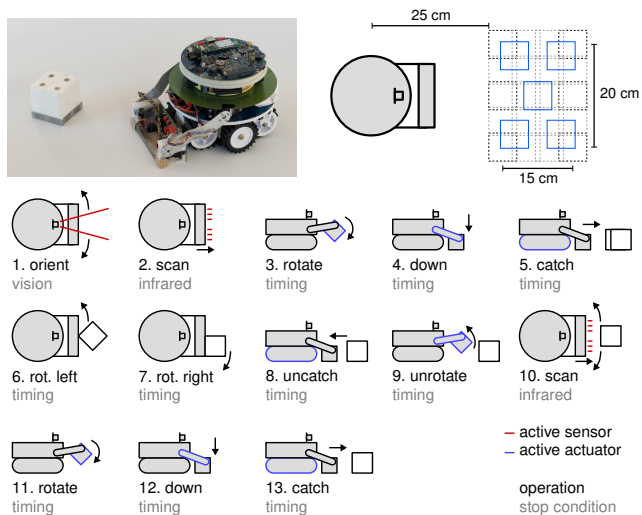 25 cm
20 cm
15 cm
1. orient
vision
2. scan
infrared
3. rotate
timing
4. down
timing
5. catch
timing
6. rot. left
timing
7. rot. right
timing
8. uncatch
timing
9. unrotate
timing
10. scan
infrared
11. rotate
timing
12. down
timing
13. catch
timing
active sensor
active actuator
operation
stop condition